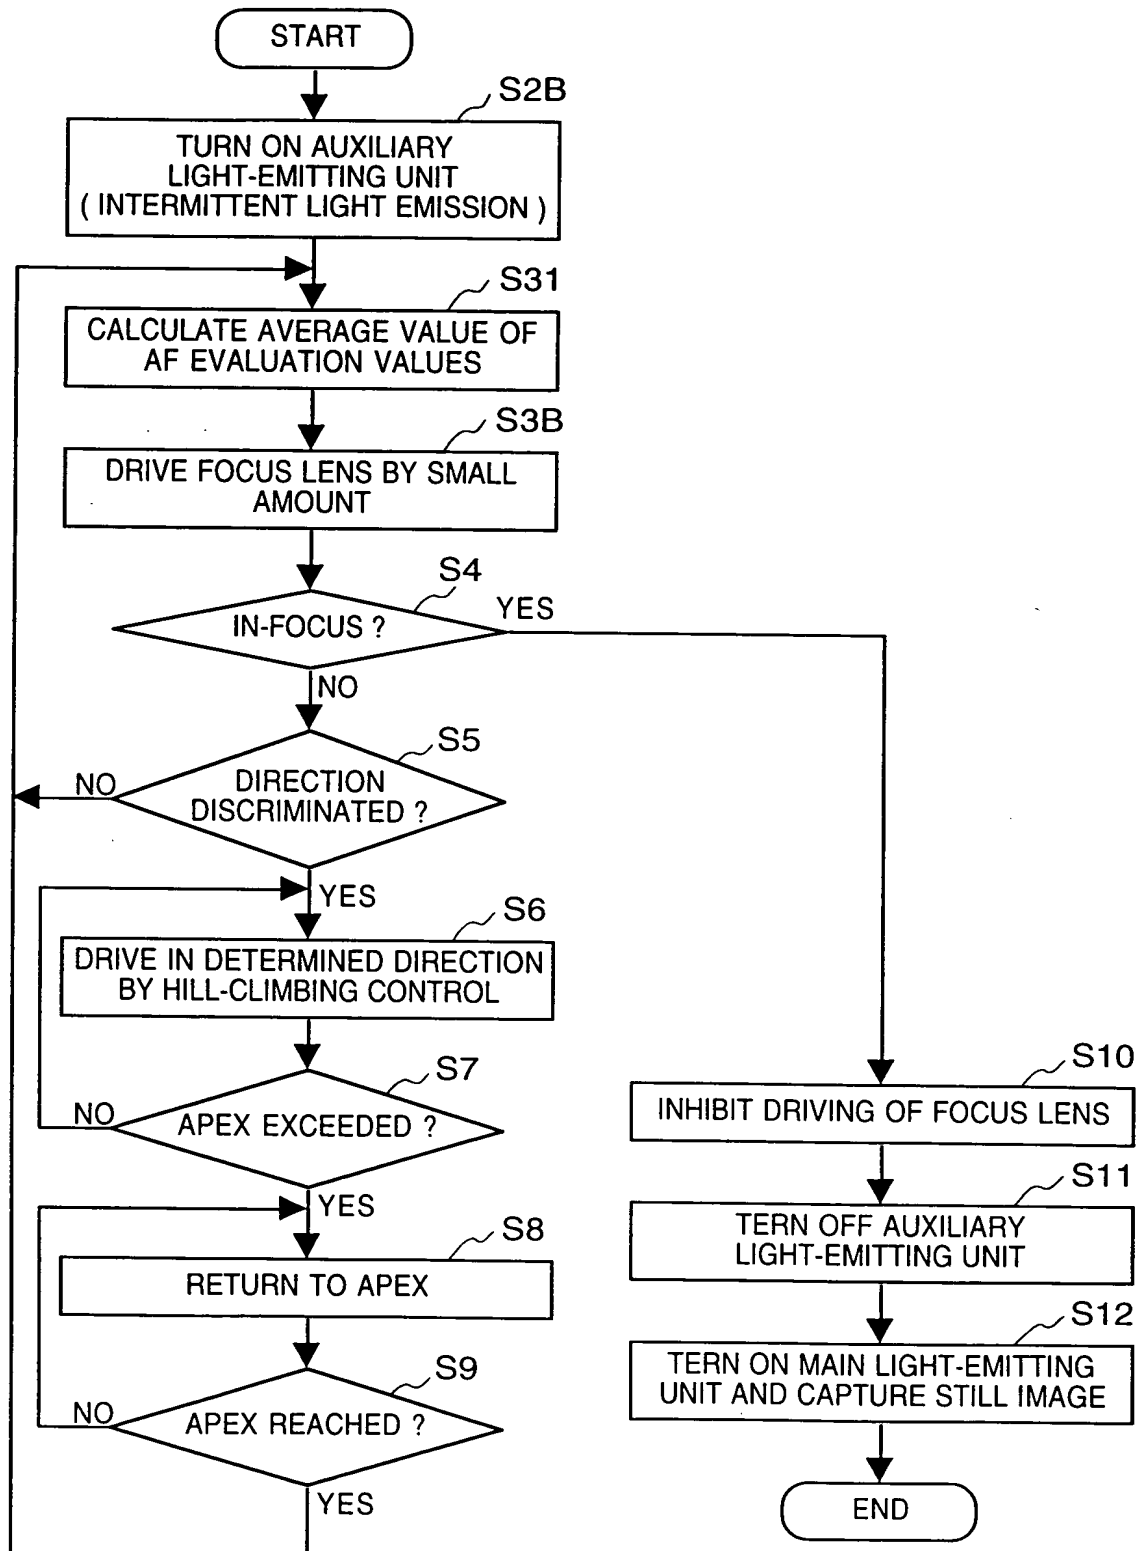 START
S2B
TURN ON AUXILIARY
LIGHT-EMITTING UNIT
( INTERMITTENT LIGHT EMISSION )
S31
CALCULATE AVERAGE VALUE OF
AF EVALUATION VALUES
S3B
DRIVE FOCUS LENS BY SMALL
AMOUNT
S4
IN-FOCUS ?
YES
NO
S5
DIRECTION
DISCRIMINATED ?
NO
YES
S6
DRIVE IN DETERMINED DIRECTION
BY HILL-CLIMBING CONTROL
S7
APEX EXCEEDED ?
NO
YES
S8
RETURN TO APEX
S9
APEX REACHED ?
NO
YES
S10
INHIBIT DRIVING OF FOCUS LENS
S11
TERN OFF AUXILIARY
LIGHT-EMITTING UNIT
S12
TERN ON MAIN LIGHT-EMITTING
UNIT AND CAPTURE STILL IMAGE
END